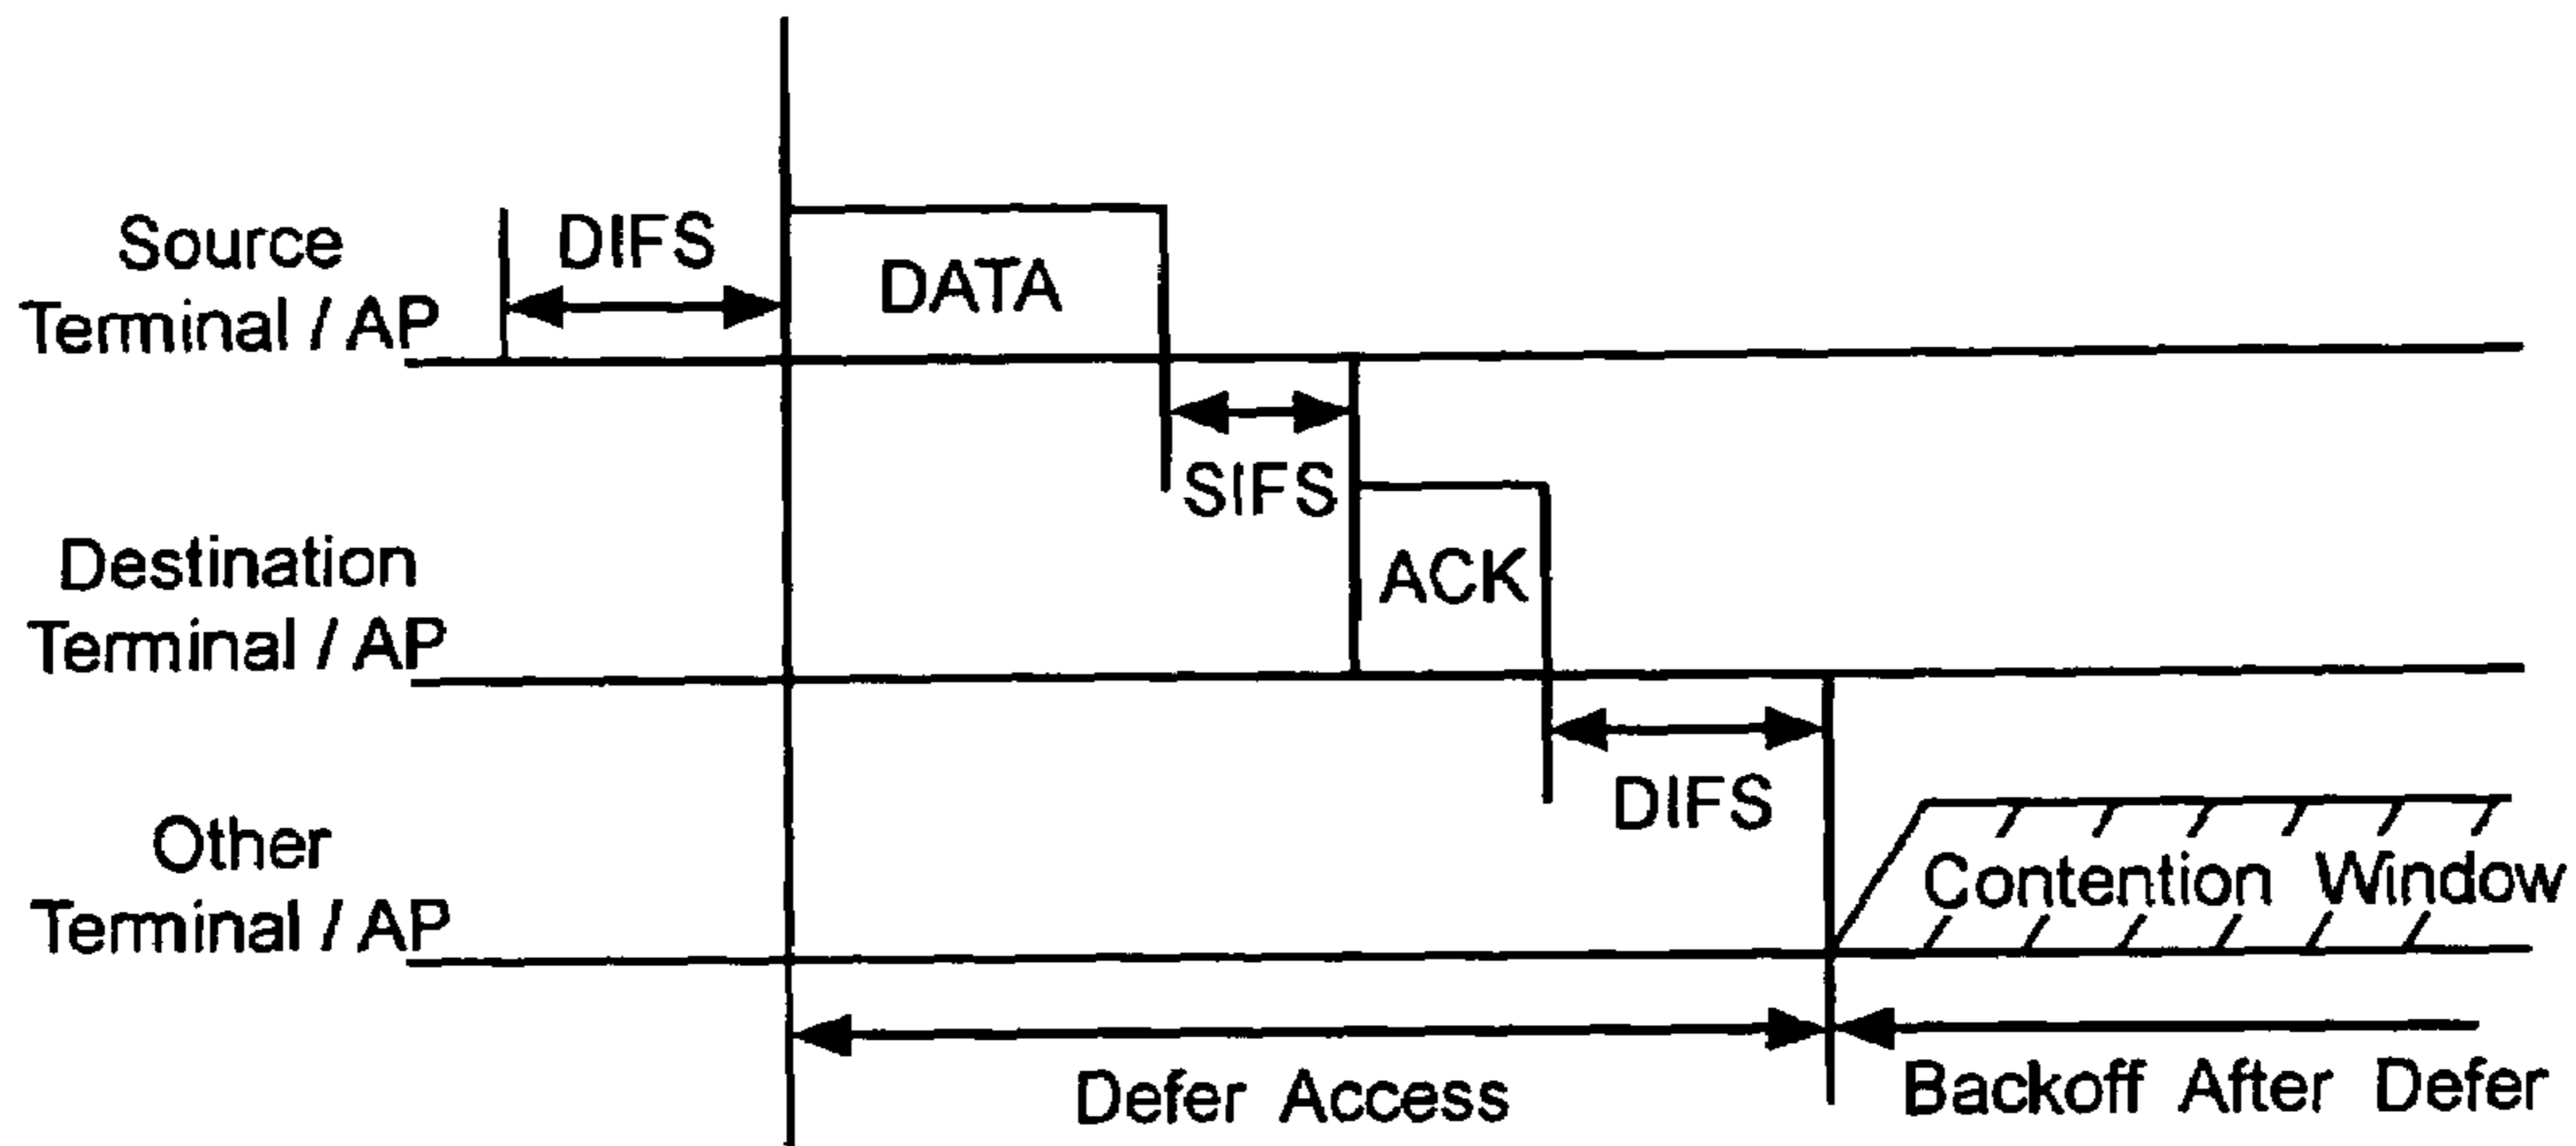 Source
Terminal / AP
DIFS
DATA
SIFS
Destination
Terminal / AP
ACK
DIFS
Other
Terminal / AP
Contention Window
Defer Access
Backoff After Defer